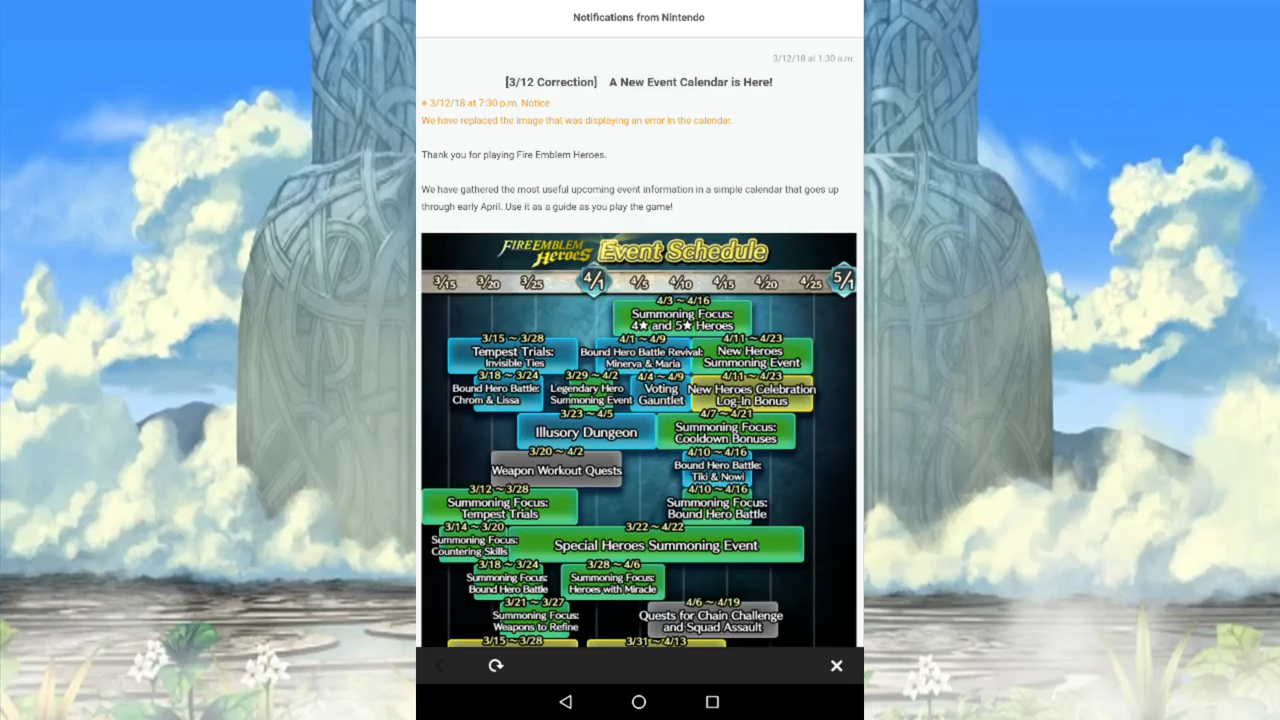 Notifications from Nintendo
3/12/18 at 1:30 a.m.
[3/12 Correction] A New Event Calendar is Here!
● 3/12/18 at 7:30 p.m. Notice
We have replaced the image that was displaying an error in the calendar.
Thank you for playing Fire Emblem Heroes.
We have gathered the most useful upcoming event information in a simple calendar that goes up
through early April. Use it as a guide as you play the game!
FIRE EMBLEM
Heroes
Event Schedule
3/15 3/20 3/25 4/1 4/5 4/10 4/15 4/20 4/25 5/1
4/3 ~ 4/16
Summoning Focus:
4★ and 5★ Heroes
3/15 ~ 3/28
Tempest Trials:
Invisible Ties
4/1 ~ 4/9
Bound Hero Battle Revival:
Minerva & Maria
4/11 ~ 4/23
New Heroes
Summoning Event
3/18 ~ 3/24
Bound Hero Battle:
Chrom & Lissa
3/29 ~ 4/2
Legendary Hero
Summoning Event
4/4 ~ 4/9
Voting
Gauntlet
4/11 ~ 4/23
New Heroes Celebration
Log-In Bonus
3/23 ~ 4/5
Illusory Dungeon
4/7 ~ 4/21
Summoning Focus:
Cooldown Bonuses
3/20 ~ 4/2
Weapon Workout Quests
4/10 ~ 4/16
Bound Hero Battle:
Tiki & Nowi
3/12 ~ 3/28
Summoning Focus:
Tempest Trials
4/10 ~ 4/16
Summoning Focus:
Bound Hero Battle
3/14 ~ 3/20
Summoning Focus:
Countering Skills
3/22 ~ 4/22
Special Heroes Summoning Event
3/18 ~ 3/24
Summoning Focus:
Bound Hero Battle
3/28 ~ 4/6
Summoning Focus:
Heroes with Miracle
3/21 ~ 3/27
Summoning Focus:
Weapons to Refine
4/6 ~ 4/19
Quests for Chain Challenge
and Squad Assault
3/15 ~ 3/28
3/31 ~ 4/13